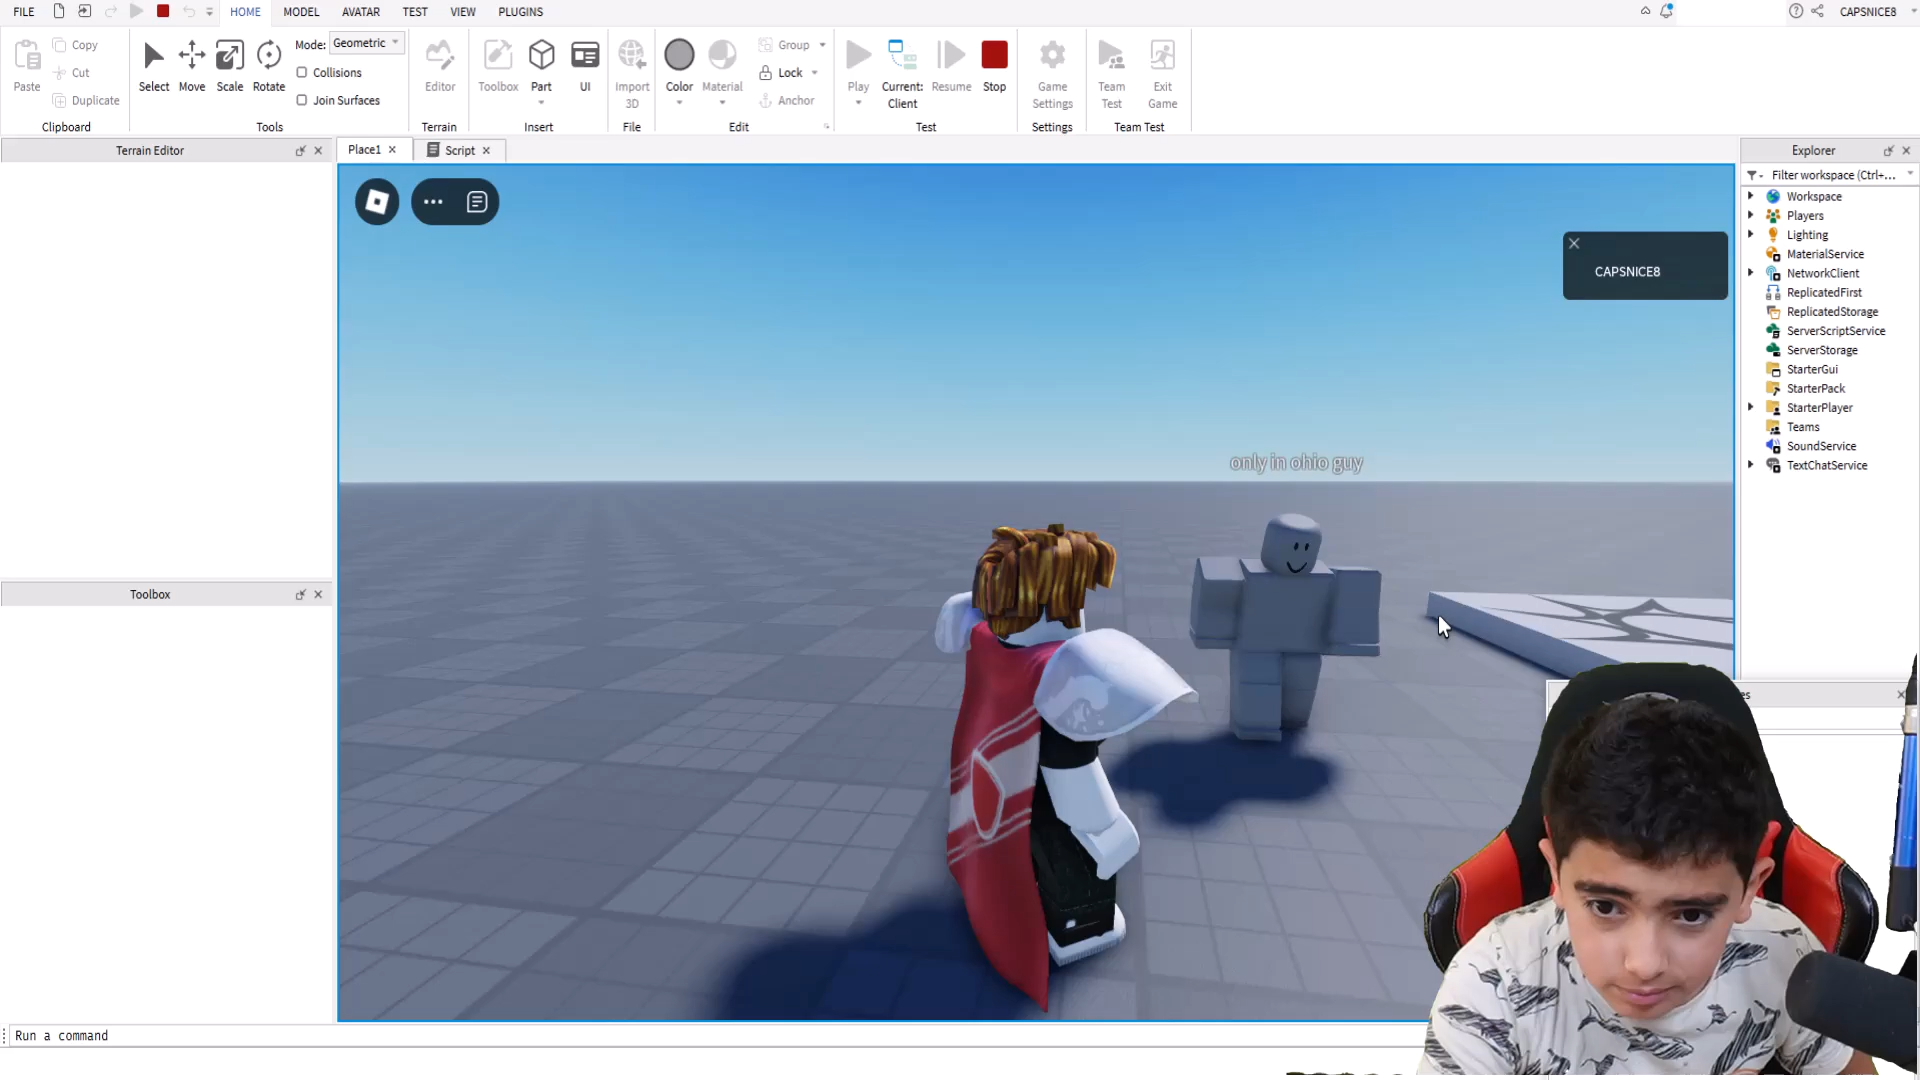 FILE HOME MODEL AVATAR TEST VIEW PLUGINS CAPSNICE8
Paste Copy Cut Duplicate Clipboard
Select Move Scale Rotate Mode: Geometric Collisions Join Surfaces Tools
Editor Terrain
Toolbox Part UI Insert
Import 3D File
Color Material Group Lock Anchor Edit
Play Current: Client Resume Stop Test
Game Settings Settings
Team Test Exit Game Team Test
Terrain Editor
Place1 Script
Explorer
Filter workspace (Ctrl+...
Workspace
Players
Lighting
MaterialService
NetworkClient
ReplicatedFirst
ReplicatedStorage
ServerScriptService
ServerStorage
StarterGui
StarterPack
StarterPlayer
Teams
SoundService
TextChatService
CAPSNICE8
only in ohio guy
Toolbox
Run a command